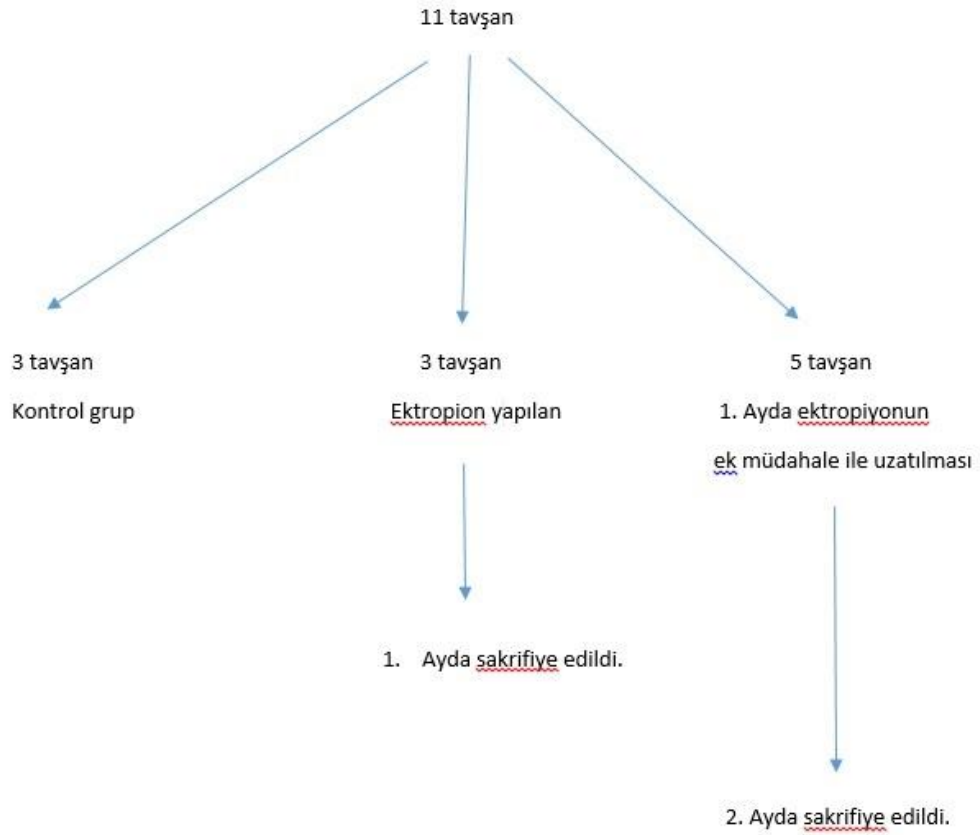 11 tavşan
3 tavşan
Kontrol grup
3 tavşan
Ektropion yapılan
1. Ayda sakrifiye edildi.
5 tavşan
1. Ayda ektropiyonun
ek müdahale ile uzatılması
2. Ayda sakrifiye edildi.